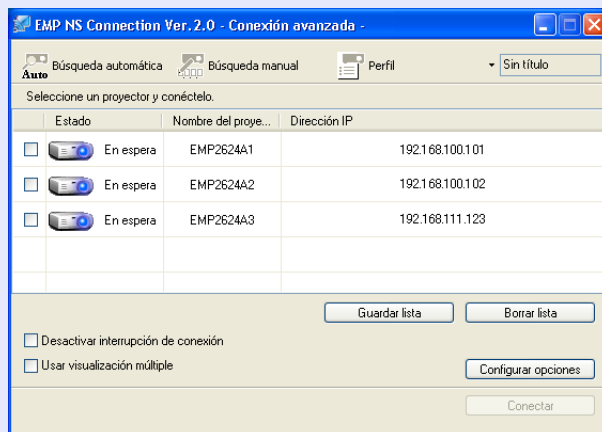 EMP NS Connection Ver.2.0 - Conexión avanzada -
Auto Búsqueda automática Búsqueda manual Perfil Sin título
Seleccione un proyector y conéctelo.
Estado Nombre del proye... Dirección IP
En espera EMP2624A1 192.168.100.101
En espera EMP2624A2 192.168.100.102
En espera EMP2624A3 192.168.111.123
Guardar lista Borrar lista
Desactivar interrupción de conexión
Usar visualización múltiple
Configurar opciones
Conectar